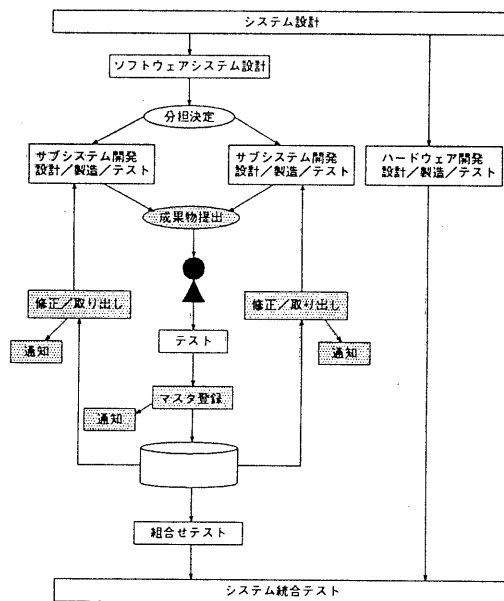 システム設計
ソフトウェアシステム設計
分担決定
サブシステム開発
設計/製造/テスト
サブシステム開発
設計/製造/テスト
ハードウェア開発
設計/製造/テスト
成果物提出
修正/取り出し
修正/取り出し
通知
テスト
通知
マスタ登録
通知
組合せテスト
システム統合テスト